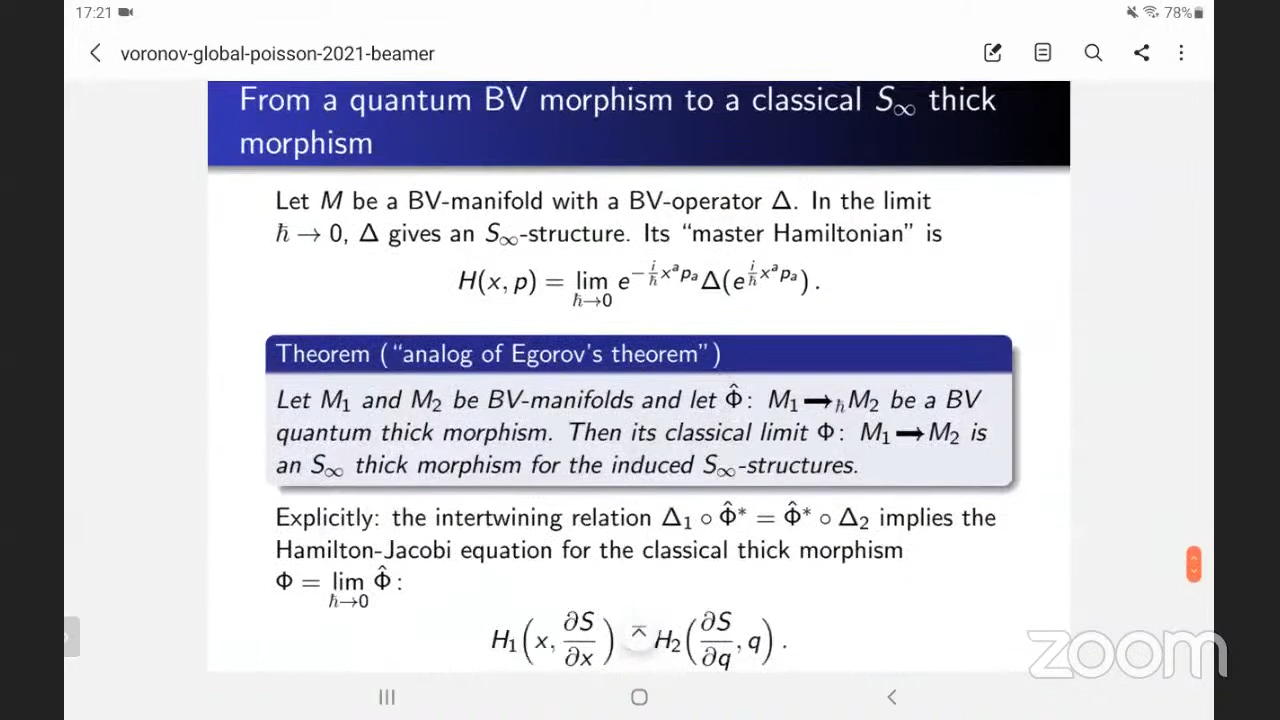 17:21 78%
voronov-global-poisson-2021-beamer
From a quantum BV morphism to a classical S∞ thick
morphism
Let M be a BV-manifold with a BV-operator Δ. In the limit
ħ → 0, Δ gives an S∞-structure. Its “master Hamiltonian” is
H(x, p) = lim_{ħ→0} e^{-\frac{i}{ħ}x^a p_a} Δ(e^{\frac{i}{ħ}x^a p_a}) .
Theorem (“analog of Egorov's theorem”)
Let M₁ and M₂ be BV-manifolds and let Φ̂ : M₁ ➞ħ M₂ be a BV
quantum thick morphism. Then its classical limit Φ : M₁ ➞ M₂ is
an S∞ thick morphism for the induced S∞-structures.
Explicitly: the intertwining relation Δ₁ ∘ Φ̂* = Φ̂* ∘ Δ₂ implies the
Hamilton-Jacobi equation for the classical thick morphism
Φ = lim_{ħ→0} Φ̂ :
H₁(x, ∂S/∂x) = H₂(∂S/∂q, q) .
zoom